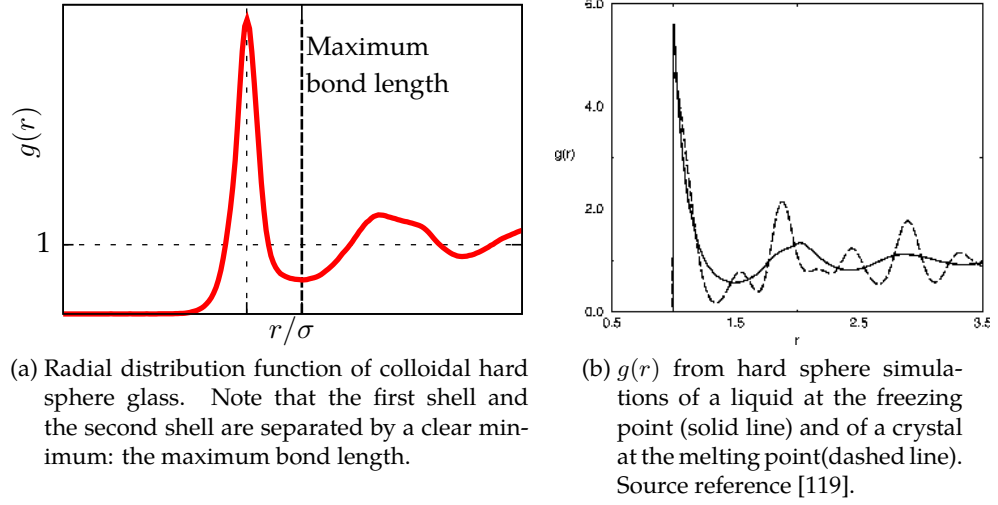 Maximum
bond length
g(r)
1
r/σ
(a) Radial distribution function of colloidal hard
sphere glass. Note that the first shell and
the second shell are separated by a clear min-
imum: the maximum bond length.
6.0
4.0
g(r)
2.0
0.0
0.5
1.5
2.5
3.5
r
(b) g(r) from hard sphere simula-
tions of a liquid at the freezing
point (solid line) and of a crystal
at the melting point(dashed line).
Source reference [119].